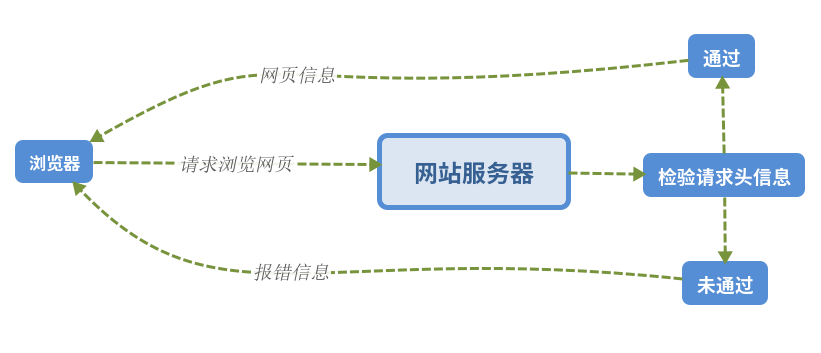 通过
网页信息
浏览器
请求浏览网页
网站服务器
检验请求头信息
报错信息
未通过